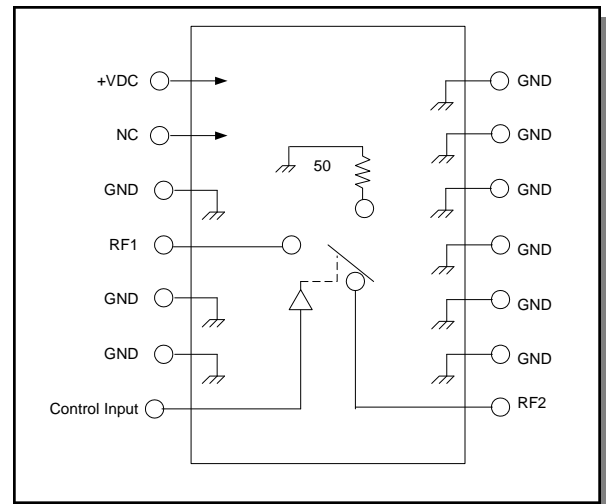 +VDC
NC
GND
RF1
GND
GND
Control Input
50
GND
GND
GND
GND
GND
GND
RF2